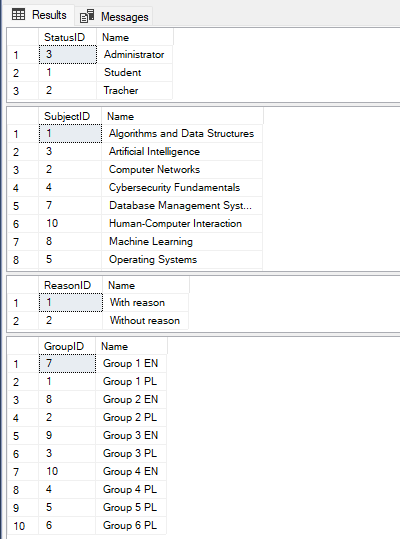 Results Messages
StatusID Name
1 3 Administrator
2 1 Student
3 2 Tracher
SubjectID Name
1 1 Algorithms and Data Structures
2 3 Artificial Intelligence
3 2 Computer Networks
4 4 Cybersecurity Fundamentals
5 7 Database Management Syst...
6 10 Human-Computer Interaction
7 8 Machine Learning
8 5 Operating Systems
ReasonID Name
1 1 With reason
2 2 Without reason
GroupID Name
1 7 Group 1 EN
2 1 Group 1 PL
3 8 Group 2 EN
4 2 Group 2 PL
5 9 Group 3 EN
6 3 Group 3 PL
7 10 Group 4 EN
8 4 Group 4 PL
9 5 Group 5 PL
10 6 Group 6 PL